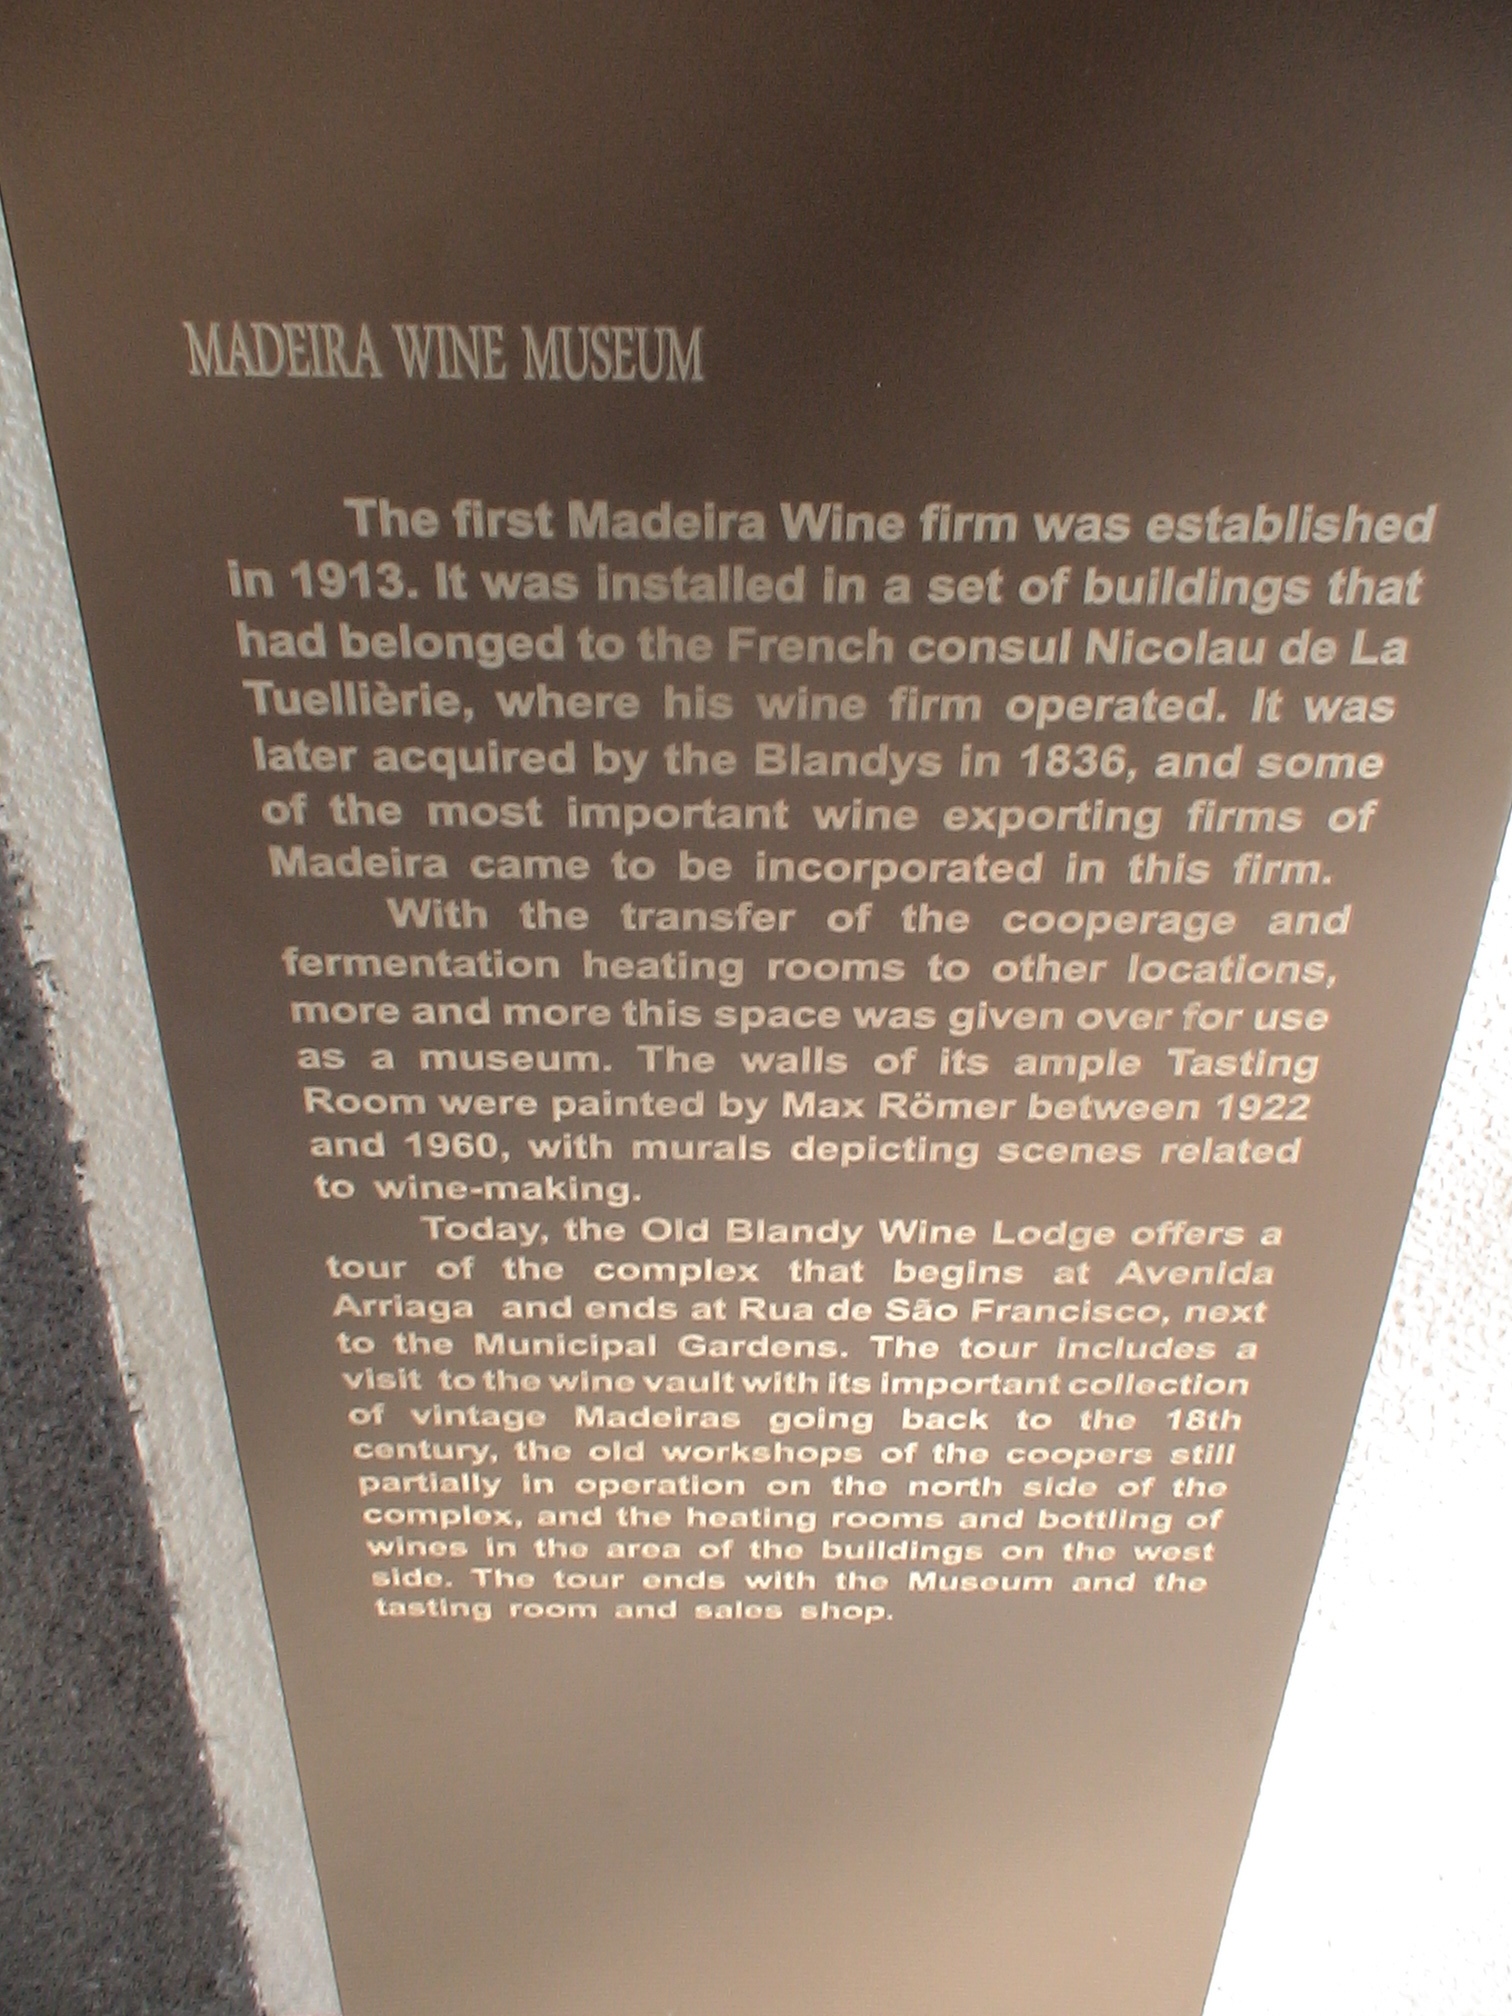 MADEIRA WINE MUSEUM
The first Madeira Wine firm was established
in 1913. It was installed in a set of buildings that
had belonged to the French consul Nicolau de La
Tuellièrie, where his wine firm operated. It was
later acquired by the Blandys in 1836, and some
of the most important wine exporting firms of
Madeira came to be incorporated in this firm.
With the transfer of the cooperage and
fermentation heating rooms to other locations,
more and more this space was given over for use
as a museum. The walls of its ample Tasting
Room were painted by Max Römer between 1922
and 1960, with murals depicting scenes related
to wine-making.
Today, the Old Blandy Wine Lodge offers a
tour of the complex that begins at Avenida
Arriaga and ends at Rua de São Francisco, next
to the Municipal Gardens. The tour includes a
visit to the wine vault with its important collection
of vintage Madeiras going back to the 18th
century, the old workshops of the coopers still
partially in operation on the north side of the
complex, and the heating rooms and bottling of
wines in the area of the buildings on the west
side. The tour ends with the Museum and the
tasting room and sales shop.